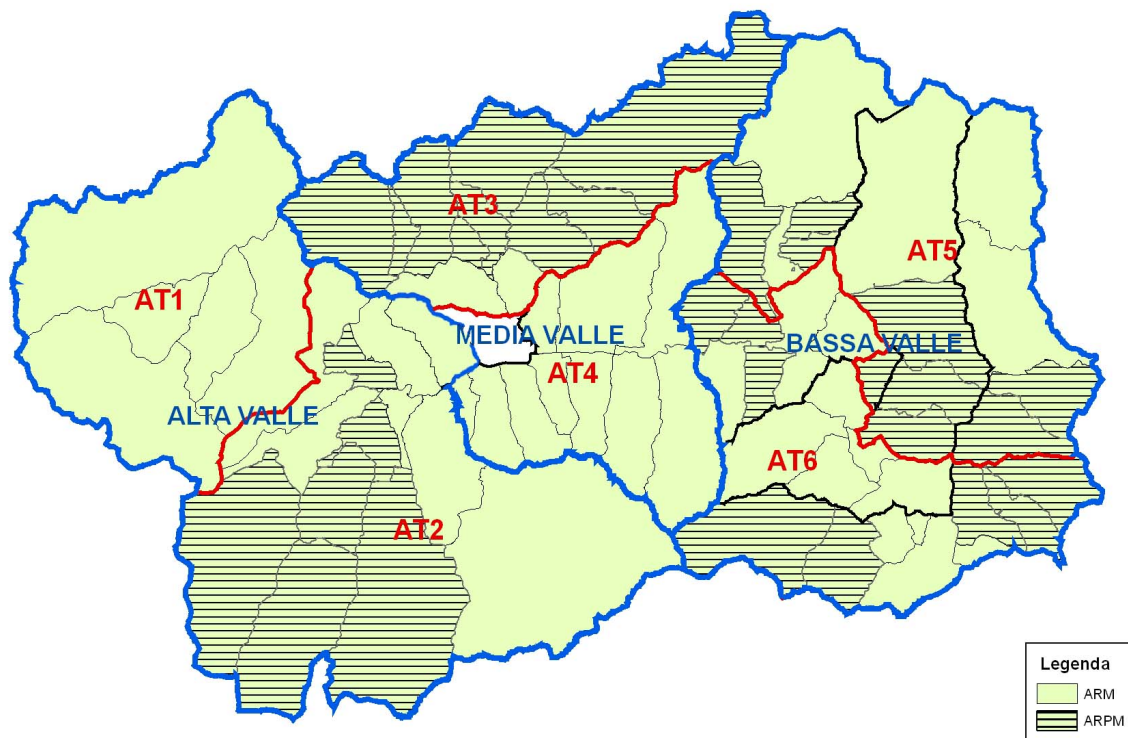 AT3
AT5
AT1
MEDIA VALLE
BASSA VALLE
AT4
ALTA VALLE
AT6
AT2
Legenda
ARM
ARPM